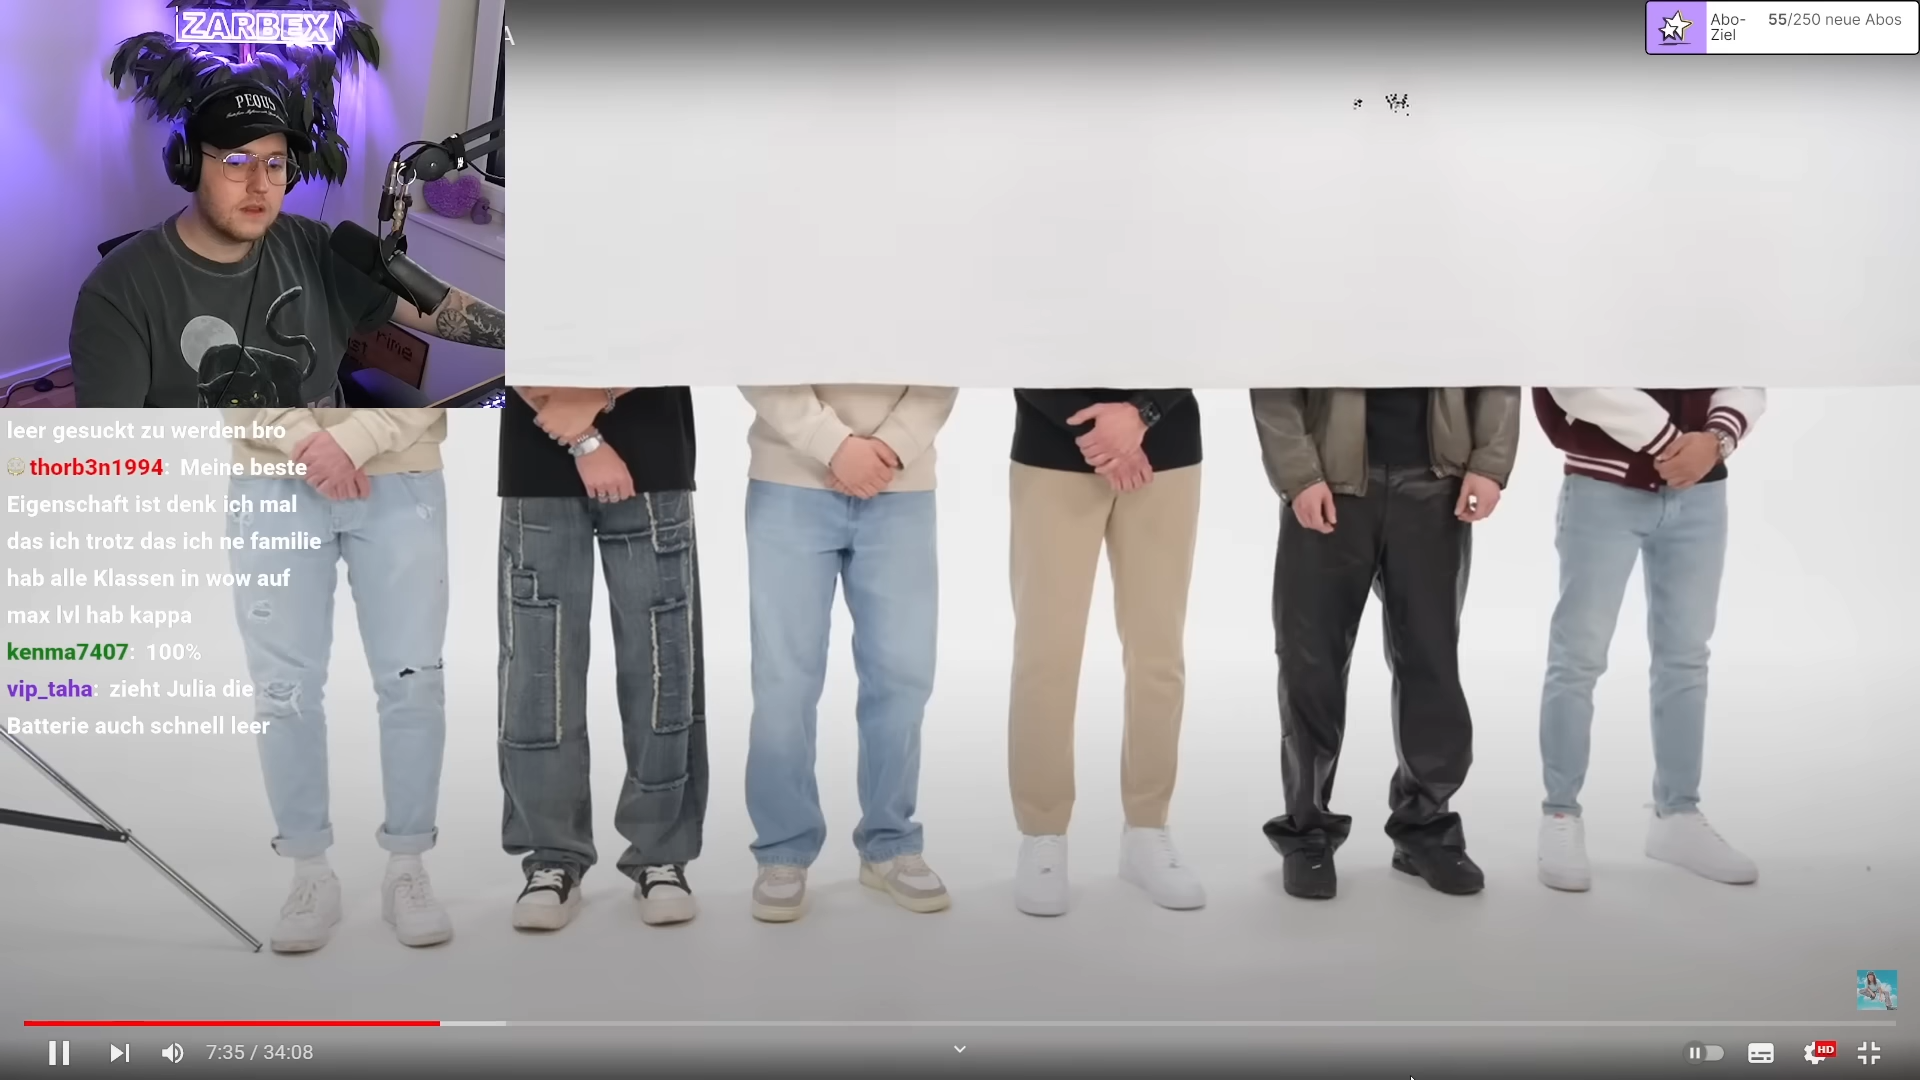 ZARBEX
A
Abo-
Ziel
55/250 neue Abos
PEQUS
leer gesuckt zu werden bro
thorb3n1994: Meine beste
Eigenschaft ist denk ich mal
das ich trotz das ich ne familie
hab alle Klassen in wow auf
max lvl hab kappa
kenma7407: 100%
vip_taha: zieht Julia die
Batterie auch schnell leer
7:35 / 34:08
HD